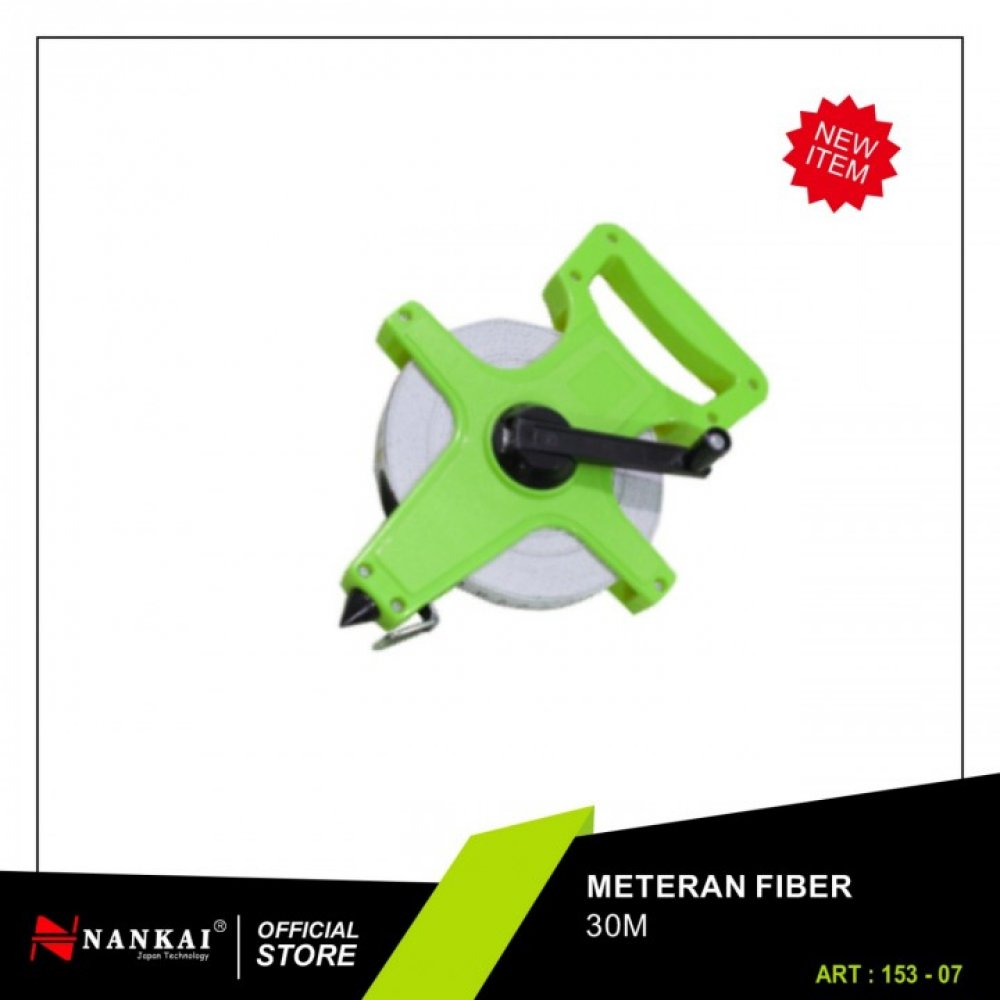 NEW
ITEM
METERAN FIBER
30M
NANKAI®
Japan Technology
OFFICIAL
STORE
ART : 153 - 07